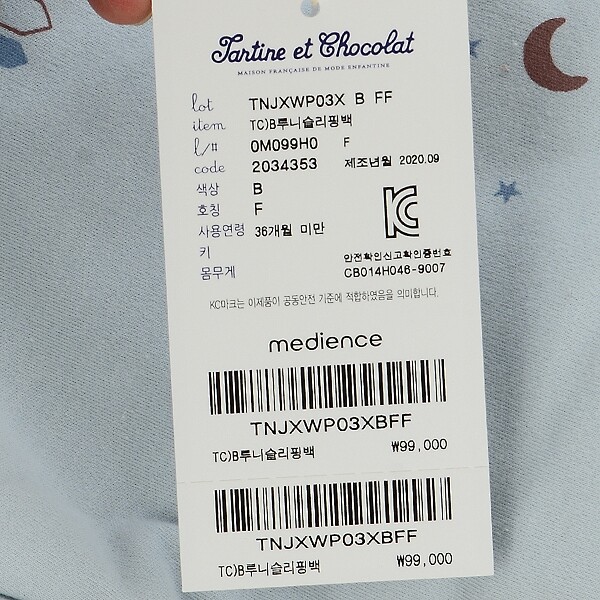 Tartine et Chocolat
MAISON FRANÇAISE DE MODE ENFANTINE
lot TNJXWP03X B FF
item TC)B루니슬리핑백
l/# 0M099H0 F
code 2034353 제조년월 2020.09
색상 B
호칭 F
사용연령 36개월 미만
키
몸무게
KC
안전확인신고확인증번호
CB014H046-9007
KC마크는 이제품이 공동안전 기준에 적합하였음을 의미합니다.
medience
TNJXWP03XBFF
TC)B루니슬리핑백 ₩99,000
TNJXWP03XBFF
TC)B루니슬리핑백 ₩99,000